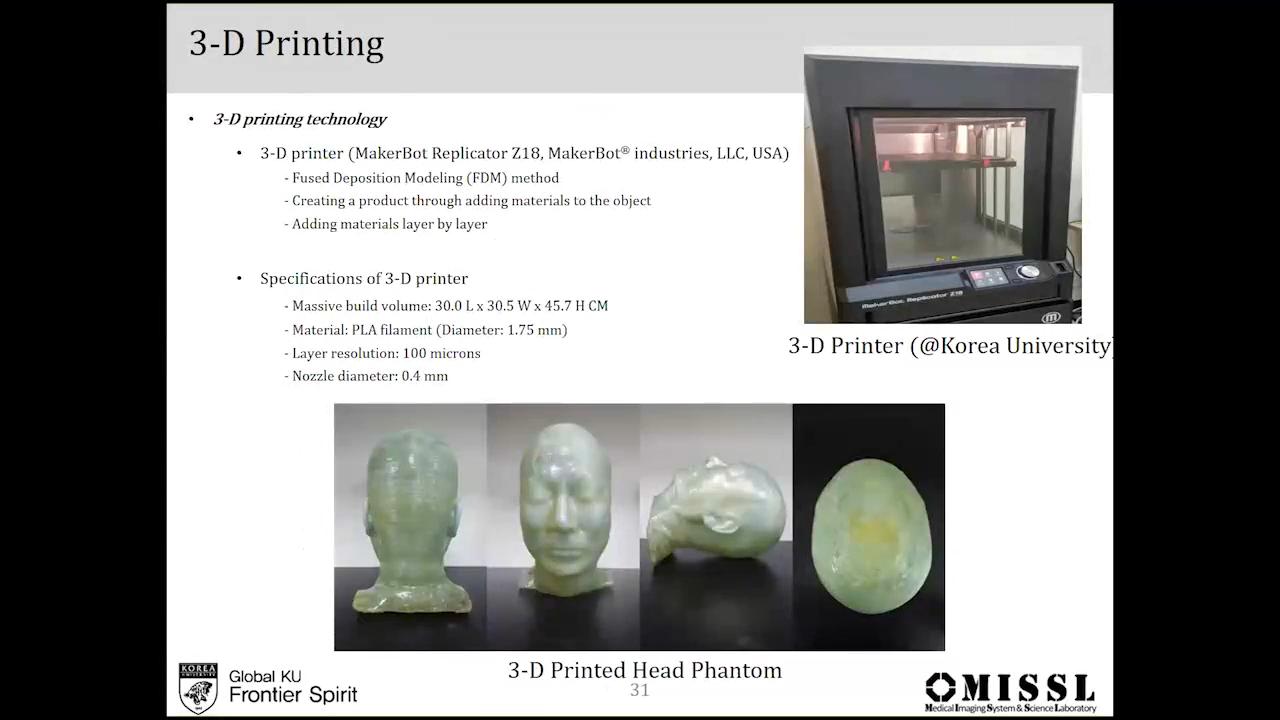 3-D Printing
• 3-D printing technology
• 3-D printer (MakerBot Replicator Z18, MakerBot® industries, LLC, USA)
- Fused Deposition Modeling (FDM) method
- Creating a product through adding materials to the object
- Adding materials layer by layer
• Specifications of 3-D printer
- Massive build volume: 30.0 L x 30.5 W x 45.7 H CM
- Material: PLA filament (Diameter: 1.75 mm)
- Layer resolution: 100 microns
- Nozzle diameter: 0.4 mm
MakerBot Replicator Z18
3-D Printer (@Korea University)
3-D Printed Head Phantom
31
KOREA
UNIVERSITY
Global KU
Frontier Spirit
MISSL
Medical Imaging System & Science Laboratory